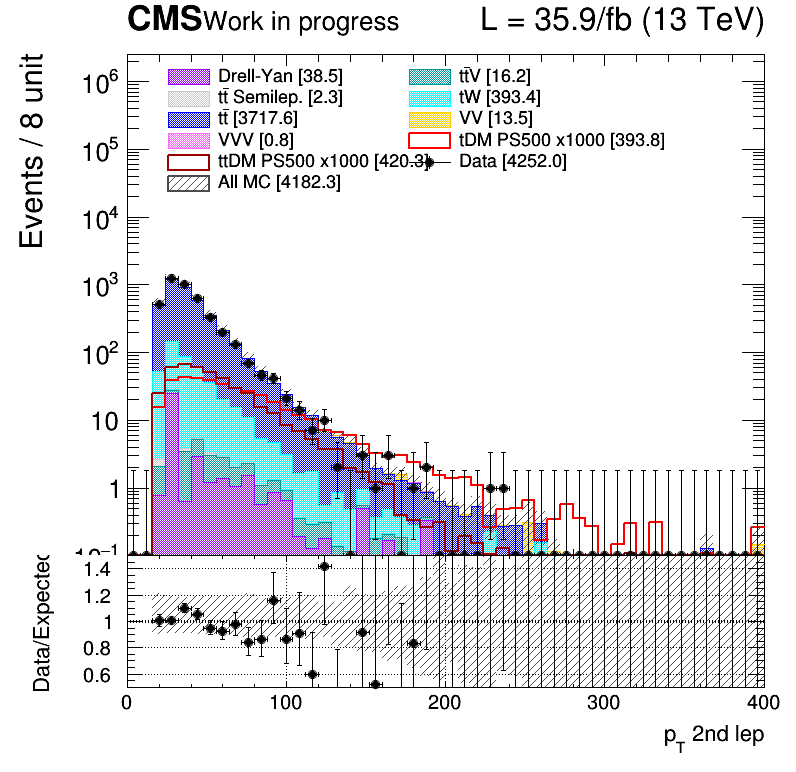 CMS Work in progress L = 35.9/fb (13 TeV)
Events / 8 unit
Drell-Yan [38.5] tt̄V [16.2]
tt̄ Semilep. [2.3] tW [393.4]
tt̄ [3717.6] VV [13.5]
VVV [0.8] tDM PS500 x1000 [393.8]
ttDM PS500 x1000 [420.3] Data [4252.0]
All MC [4182.3]
10⁶
10⁵
10⁴
10³
10²
10
1
10⁻¹
Data/Expected
1.4
1.2
1
0.8
0.6
0 100 200 300 400
p_T 2nd lep